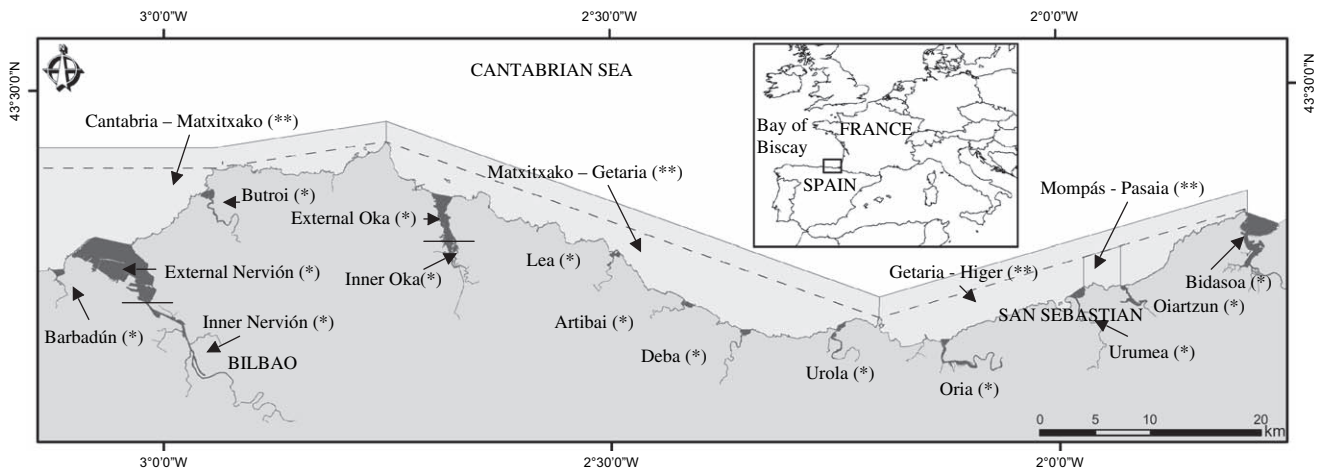 3°0'0"W 2°30'0"W 2°0'0"W
43°30'0"N
43°30'0"N
CANTABRIAN SEA
Cantabria – Matxitxako (**)
Bay of
Biscay
FRANCE
SPAIN
Matxitxako – Getaria (**)
Mompás - Pasaia (**)
Butroi (*)
External Oka (*)
External Nervión (*)
Inner Oka(*)
Lea (*)
Getaria - Higer (**)
Bidasoa(*)
Barbadún (*)
Inner Nervión (*)
Artibai (*)
SAN SEBASTIAN
Oiartzun (*)
BILBAO
Deba (*)
Urola (*)
Urumea (*)
Oria (*)
0 5 10 20
km
3°0'0"W 2°30'0"W 2°0'0"W